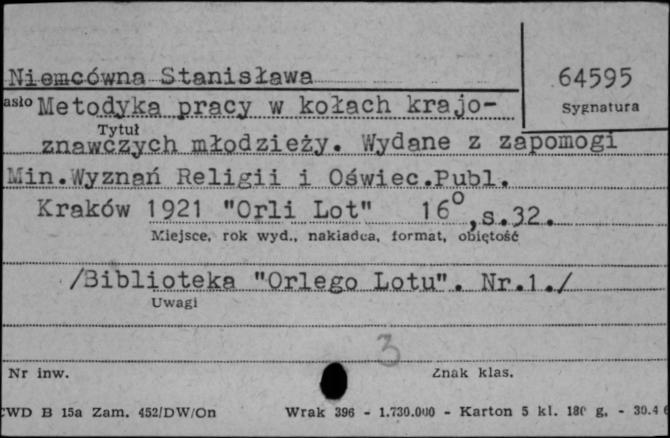 Niemcówna Stanisława
64595
asło Metodyka pracy w kołach krajo-
Sygnatura
Tytuł
znawczych młodzieży. Wydane z zapomogi
Min.Wyznań Religii i Oświec.Publ.
Kraków 1921 "Orli Lot" 16°,s.32.
Miejsce, rok wyd., nakładca, format, objętość
/Biblioteka "Orlego Lotu". Nr.1./
Uwagi
3
Nr inw. Znak klas.
CWD B 15a Zam. 452/DW/On Wrak 396 - 1.730.000 - Karton 5 kl. 180 g. - 30.4